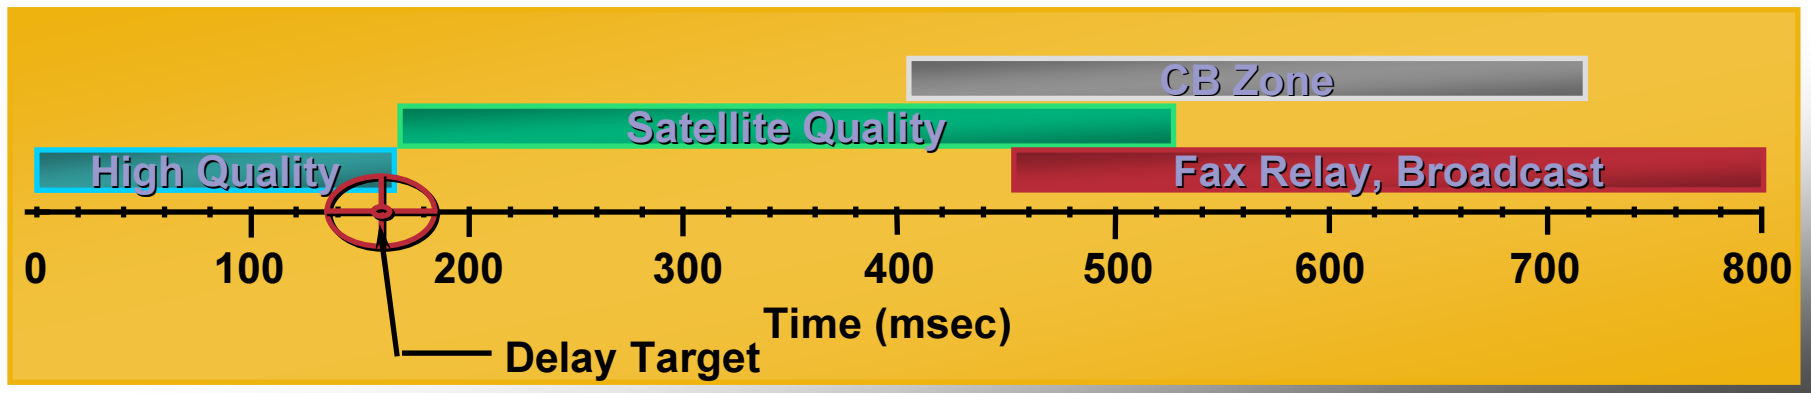 CB Zone
Satellite Quality
High Quality
Fax Relay, Broadcast
0 100 200 300 400 500 600 700 800
Time (msec)
Delay Target